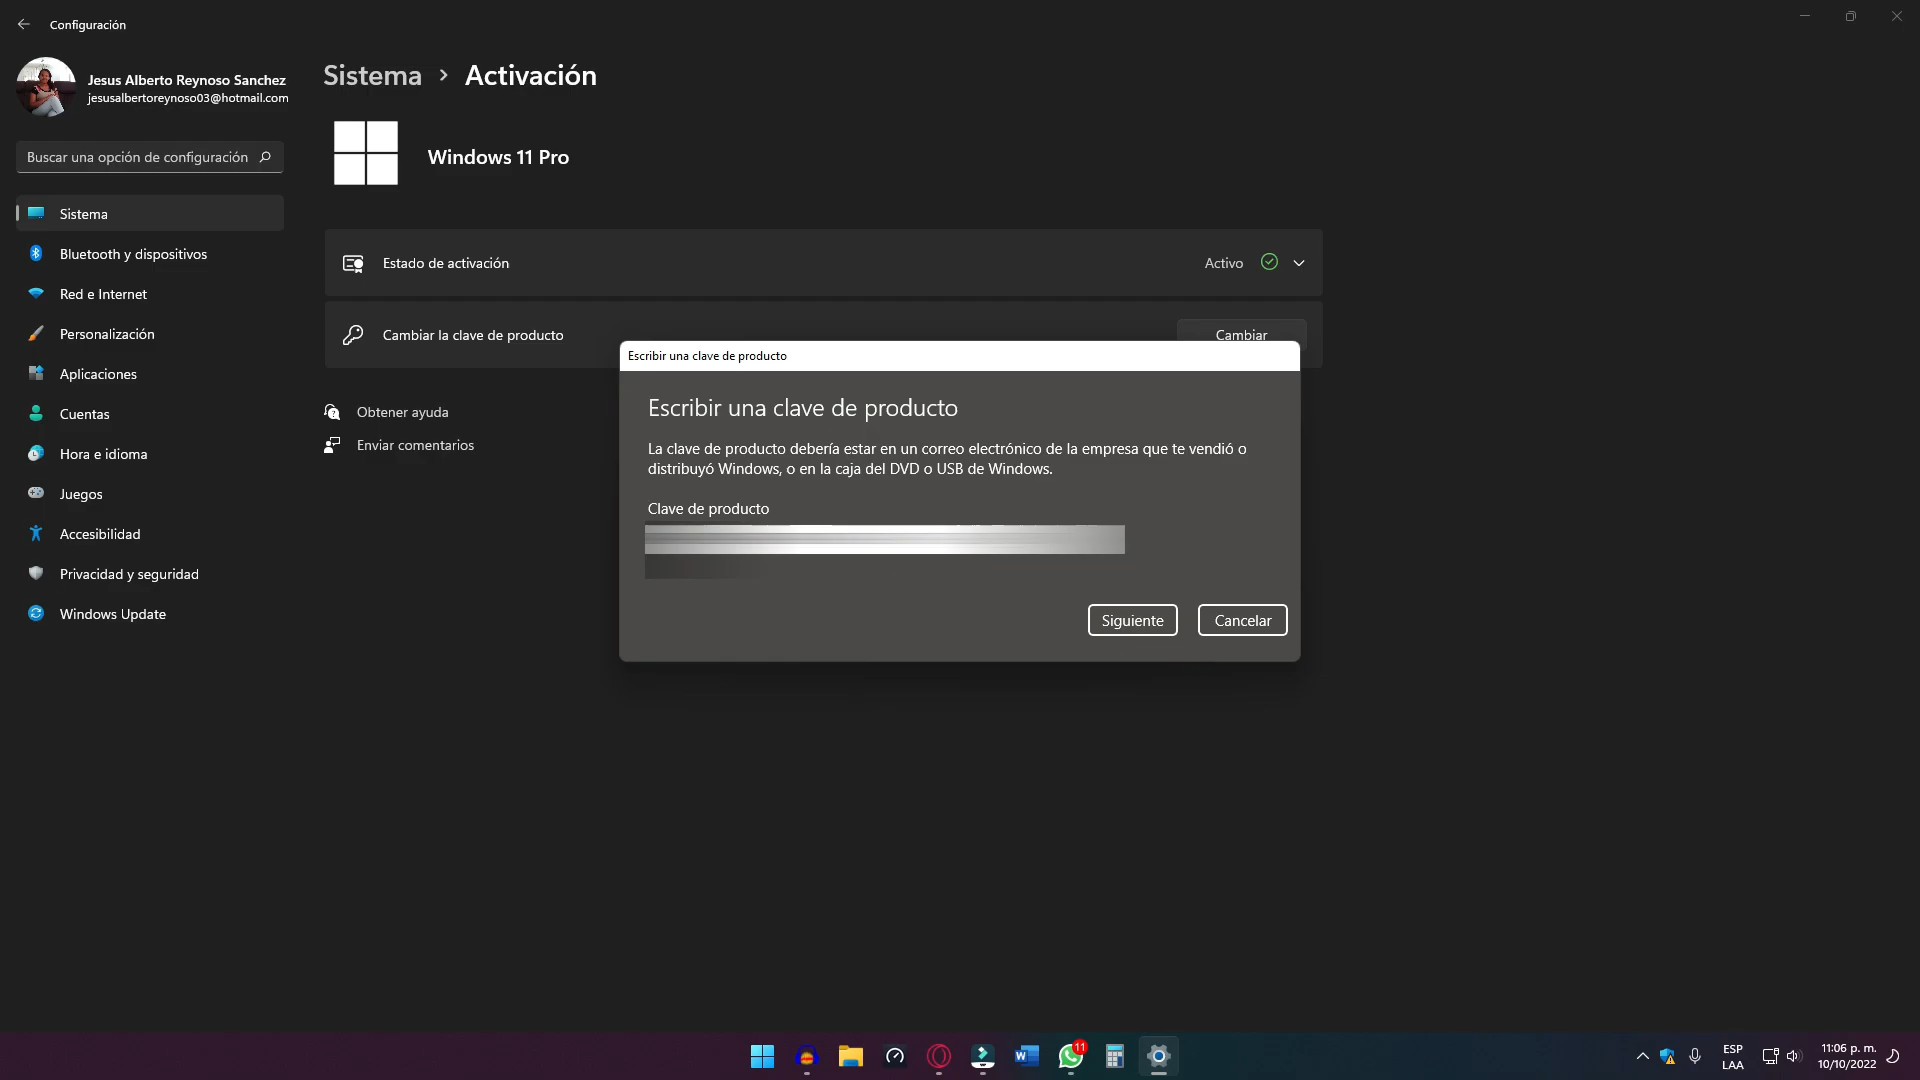 Configuración
Jesus Alberto Reynoso Sanchez
jesusalbertoreynoso03@hotmail.com
Buscar una opción de configuración
Sistema
Bluetooth y dispositivos
Red e Internet
Personalización
Aplicaciones
Cuentas
Hora e idioma
Juegos
Accesibilidad
Privacidad y seguridad
Windows Update
Sistema > Activación
Windows 11 Pro
Estado de activación
Activo
Cambiar la clave de producto
Cambiar
Obtener ayuda
Enviar comentarios
Escribir una clave de producto
Escribir una clave de producto
La clave de producto debería estar en un correo electrónico de la empresa que te vendió o
distribuyó Windows, o en la caja del DVD o USB de Windows.
Clave de producto
Siguiente
Cancelar
W
11
ESP
LAA
11:06 p. m.
10/10/2022